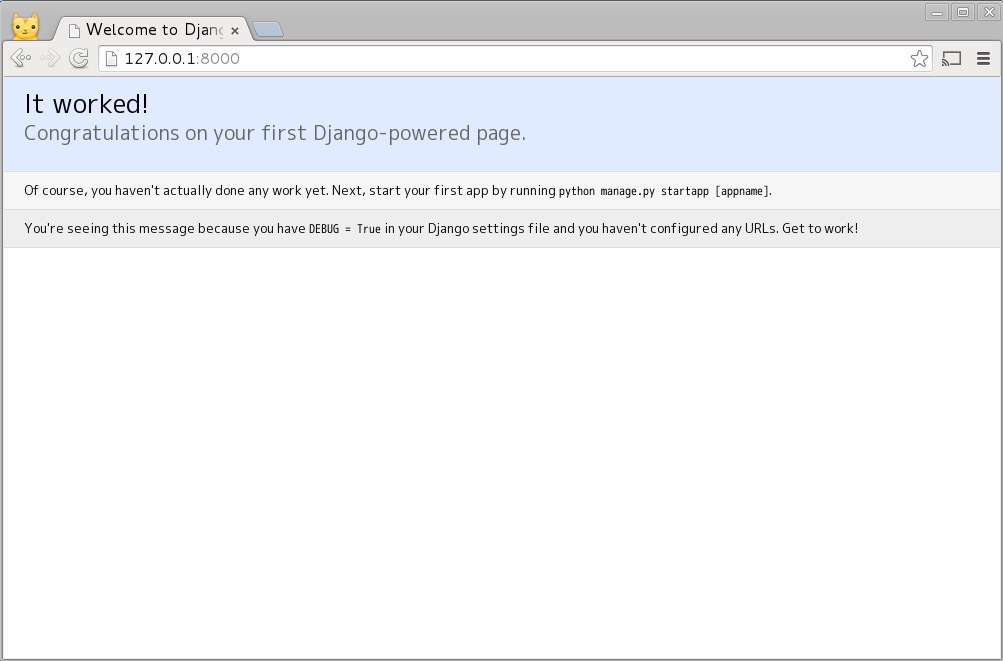 Welcome to Djang
127.0.0.1:8000
It worked!
Congratulations on your first Django-powered page.
Of course, you haven't actually done any work yet. Next, start your first app by running python manage.py startapp [appname].
You're seeing this message because you have DEBUG = True in your Django settings file and you haven't configured any URLs. Get to work!